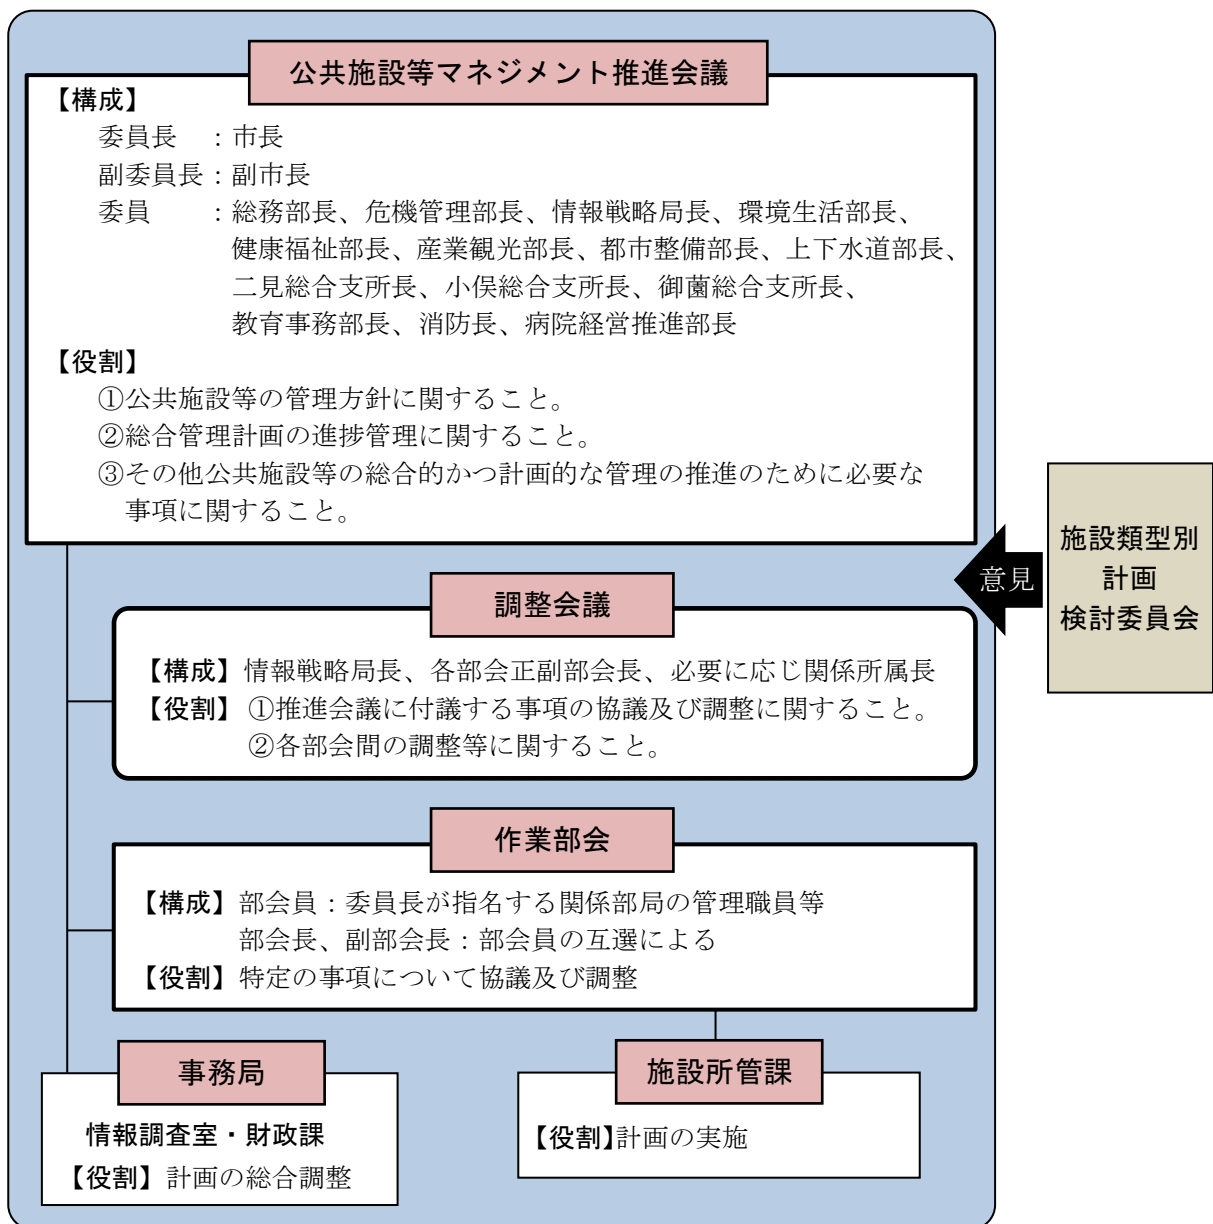 公共施設等マネジメント推進会議
【構成】
委員長　：市長
副委員長：副市長
委員　　：総務部長、危機管理部長、情報戦略局長、環境生活部長、
健康福祉部長、産業観光部長、都市整備部長、上下水道部長、
二見総合支所長、小俣総合支所長、御薗総合支所長、
教育事務部長、消防長、病院経営推進部長
【役割】
①公共施設等の管理方針に関すること。
②総合管理計画の進捗管理に関すること。
③その他公共施設等の総合的かつ計画的な管理の推進のために必要な
事項に関すること。
意見
施設類型別
計画
検討委員会
調整会議
【構成】情報戦略局長、各部会正副部会長、必要に応じ関係所属長
【役割】①推進会議に付議する事項の協議及び調整に関すること。
②各部会間の調整等に関すること。
作業部会
【構成】部会員：委員長が指名する関係部局の管理職員等
部会長、副部会長：部会員の互選による
【役割】特定の事項について協議及び調整
事務局
情報調査室・財政課
【役割】計画の総合調整
施設所管課
【役割】計画の実施